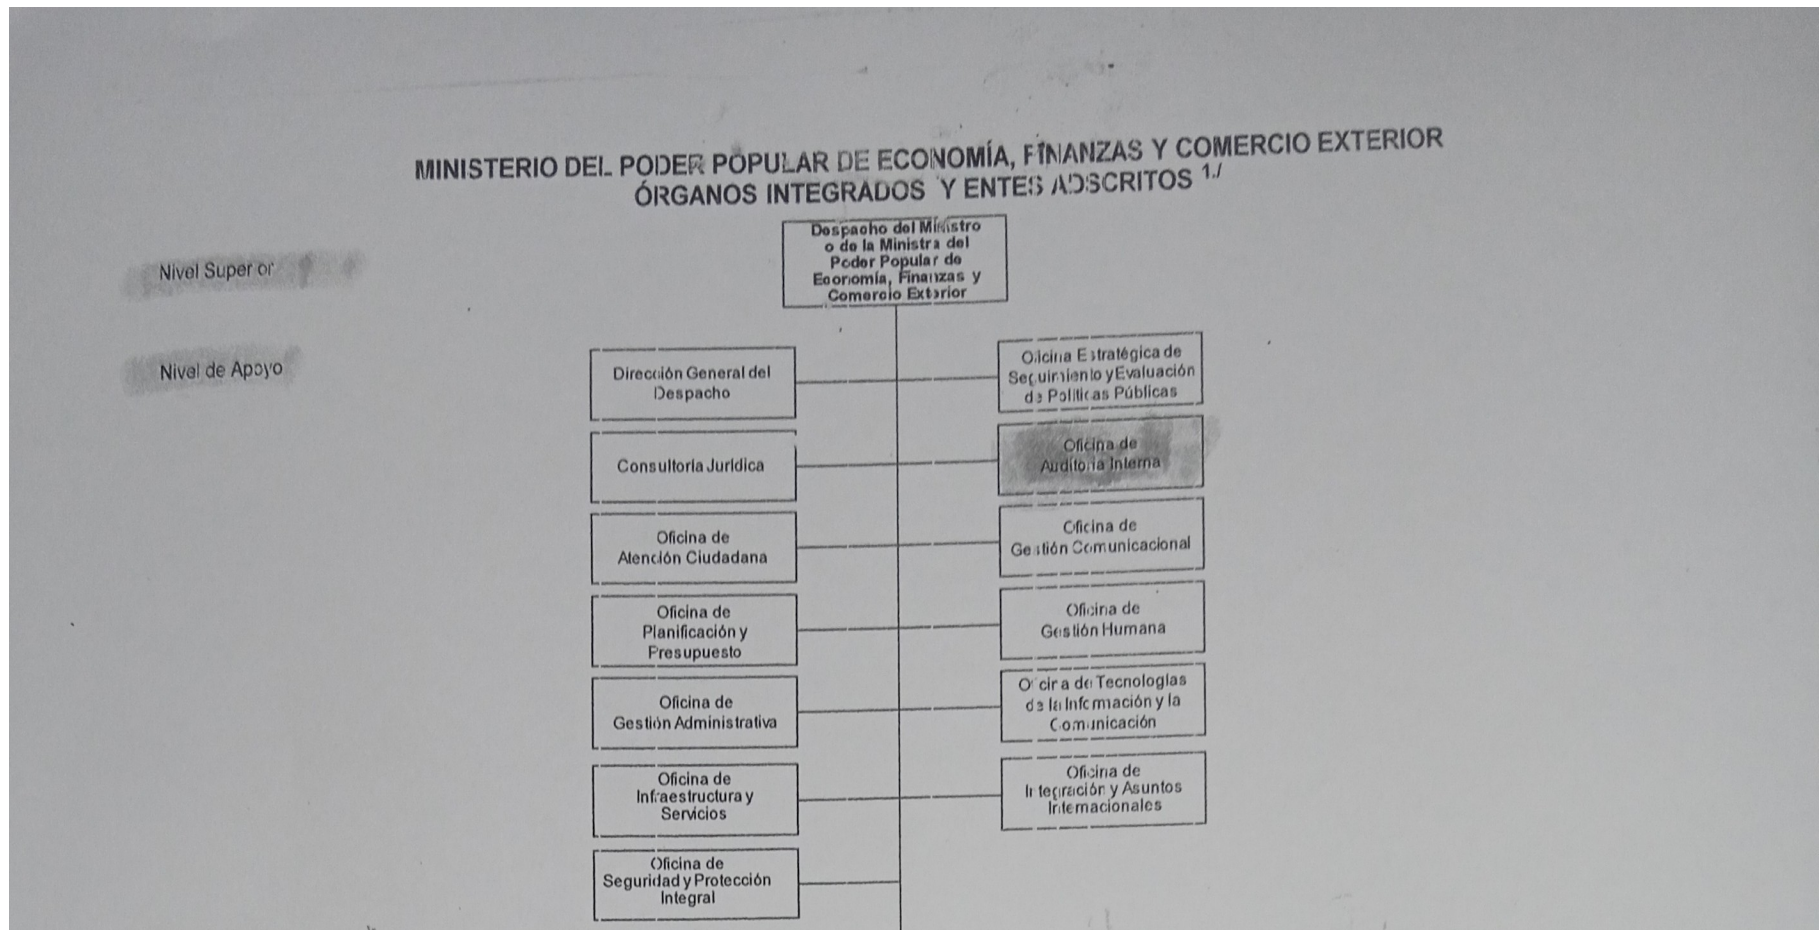 MINISTERIO DEL PODER POPULAR DE ECONOMÍA, FINANZAS Y COMERCIO EXTERIOR
ÓRGANOS INTEGRADOS Y ENTES ADSCRITOS 1./
Despacho del Ministro
o de la Ministra del
Poder Popular de
Economía, Finanzas y
Comercio Exterior
Nivel Superior
Nivel de Apoyo
Dirección General del
Despacho
Oficina Estratégica de
Seguimiento y Evaluación
de Políticas Públicas
Consultoría Jurídica
Oficina de
Auditoría Interna
Oficina de
Atención Ciudadana
Oficina de
Gestión Comunicacional
Oficina de
Planificación y
Presupuesto
Oficina de
Gestión Humana
Oficina de
Gestión Administrativa
Oficina de Tecnologías
de la Información y la
Comunicación
Oficina de
Infraestructura y
Servicios
Oficina de
Integración y Asuntos
Internacionales
Oficina de
Seguridad y Protección
Integral